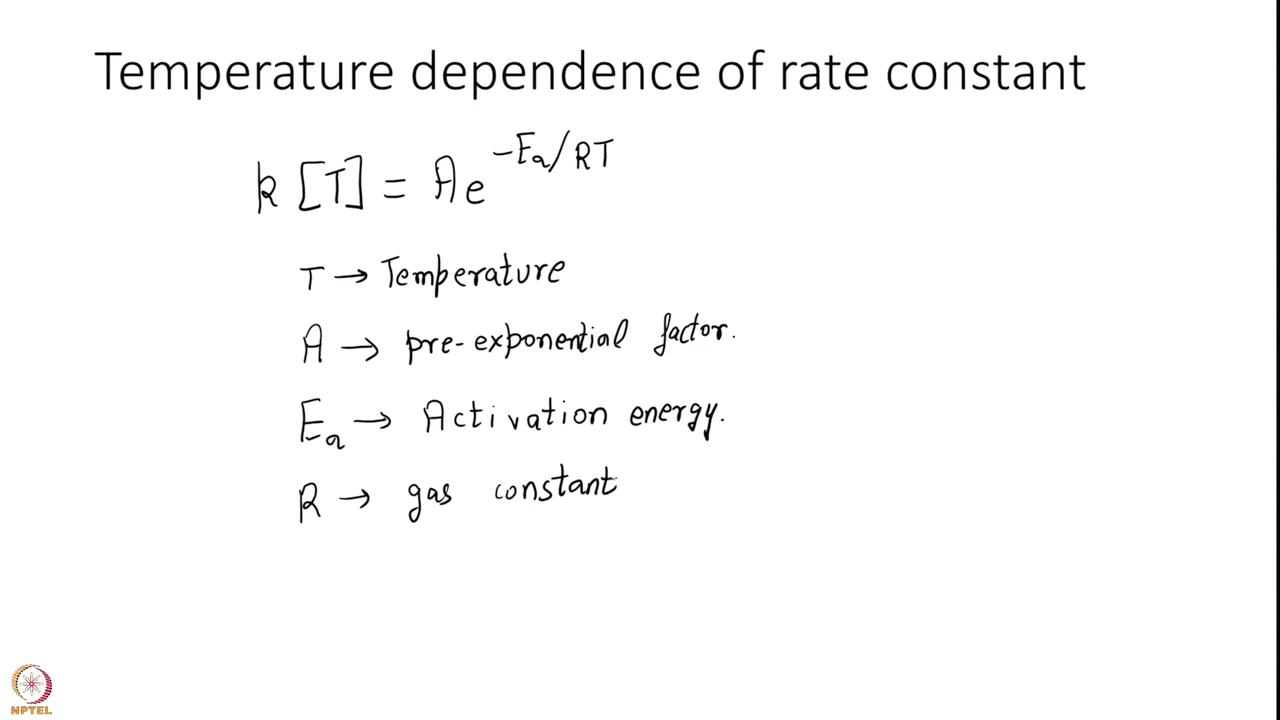 Temperature dependence of rate constant
k [T] = Ae^{-Ea/RT}
T → Temperature
A → pre-exponential factor.
Ea → Activation energy.
R → gas constant
NPTEL